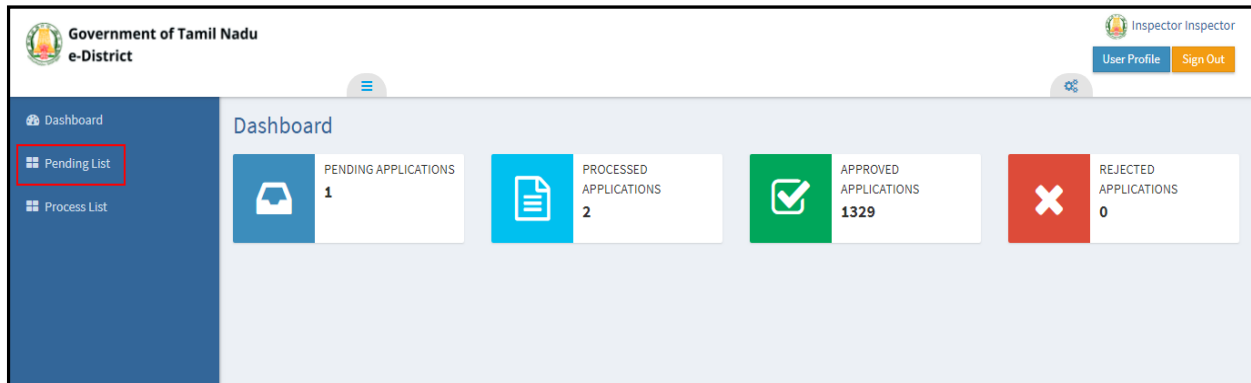 Government of Tamil Nadu
e-District
Inspector Inspector
User Profile
Sign Out
Dashboard
Pending List
Process List
Dashboard
PENDING APPLICATIONS
1
PROCESSED
APPLICATIONS
2
APPROVED
APPLICATIONS
1329
REJECTED
APPLICATIONS
0